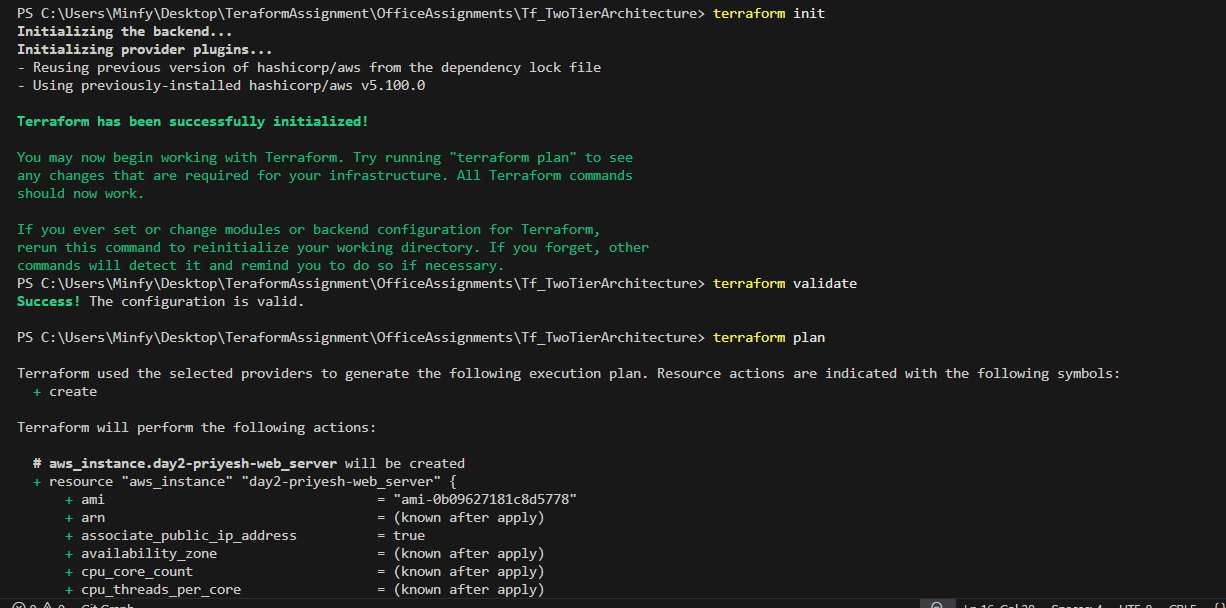 PS C:\Users\Minfy\Desktop\TeraformAssignment\OfficeAssignments\Tf_TwoTierArchitecture> terraform init
Initializing the backend...
Initializing provider plugins...
- Reusing previous version of hashicorp/aws from the dependency lock file
- Using previously-installed hashicorp/aws v5.100.0
Terraform has been successfully initialized!
You may now begin working with Terraform. Try running "terraform plan" to see
any changes that are required for your infrastructure. All Terraform commands
should now work.
If you ever set or change modules or backend configuration for Terraform,
rerun this command to reinitialize your working directory. If you forget, other
commands will detect it and remind you to do so if necessary.
PS C:\Users\Minfy\Desktop\TeraformAssignment\OfficeAssignments\Tf_TwoTierArchitecture> terraform validate
Success! The configuration is valid.
PS C:\Users\Minfy\Desktop\TeraformAssignment\OfficeAssignments\Tf_TwoTierArchitecture> terraform plan
Terraform used the selected providers to generate the following execution plan. Resource actions are indicated with the following symbols:
+ create
Terraform will perform the following actions:
# aws_instance.day2-priyesh-web_server will be created
+ resource "aws_instance" "day2-priyesh-web_server" {
+ ami = "ami-0b09627181c8d5778"
+ arn = (known after apply)
+ associate_public_ip_address = true
+ availability_zone = (known after apply)
+ cpu_core_count = (known after apply)
+ cpu_threads_per_core = (known after apply)